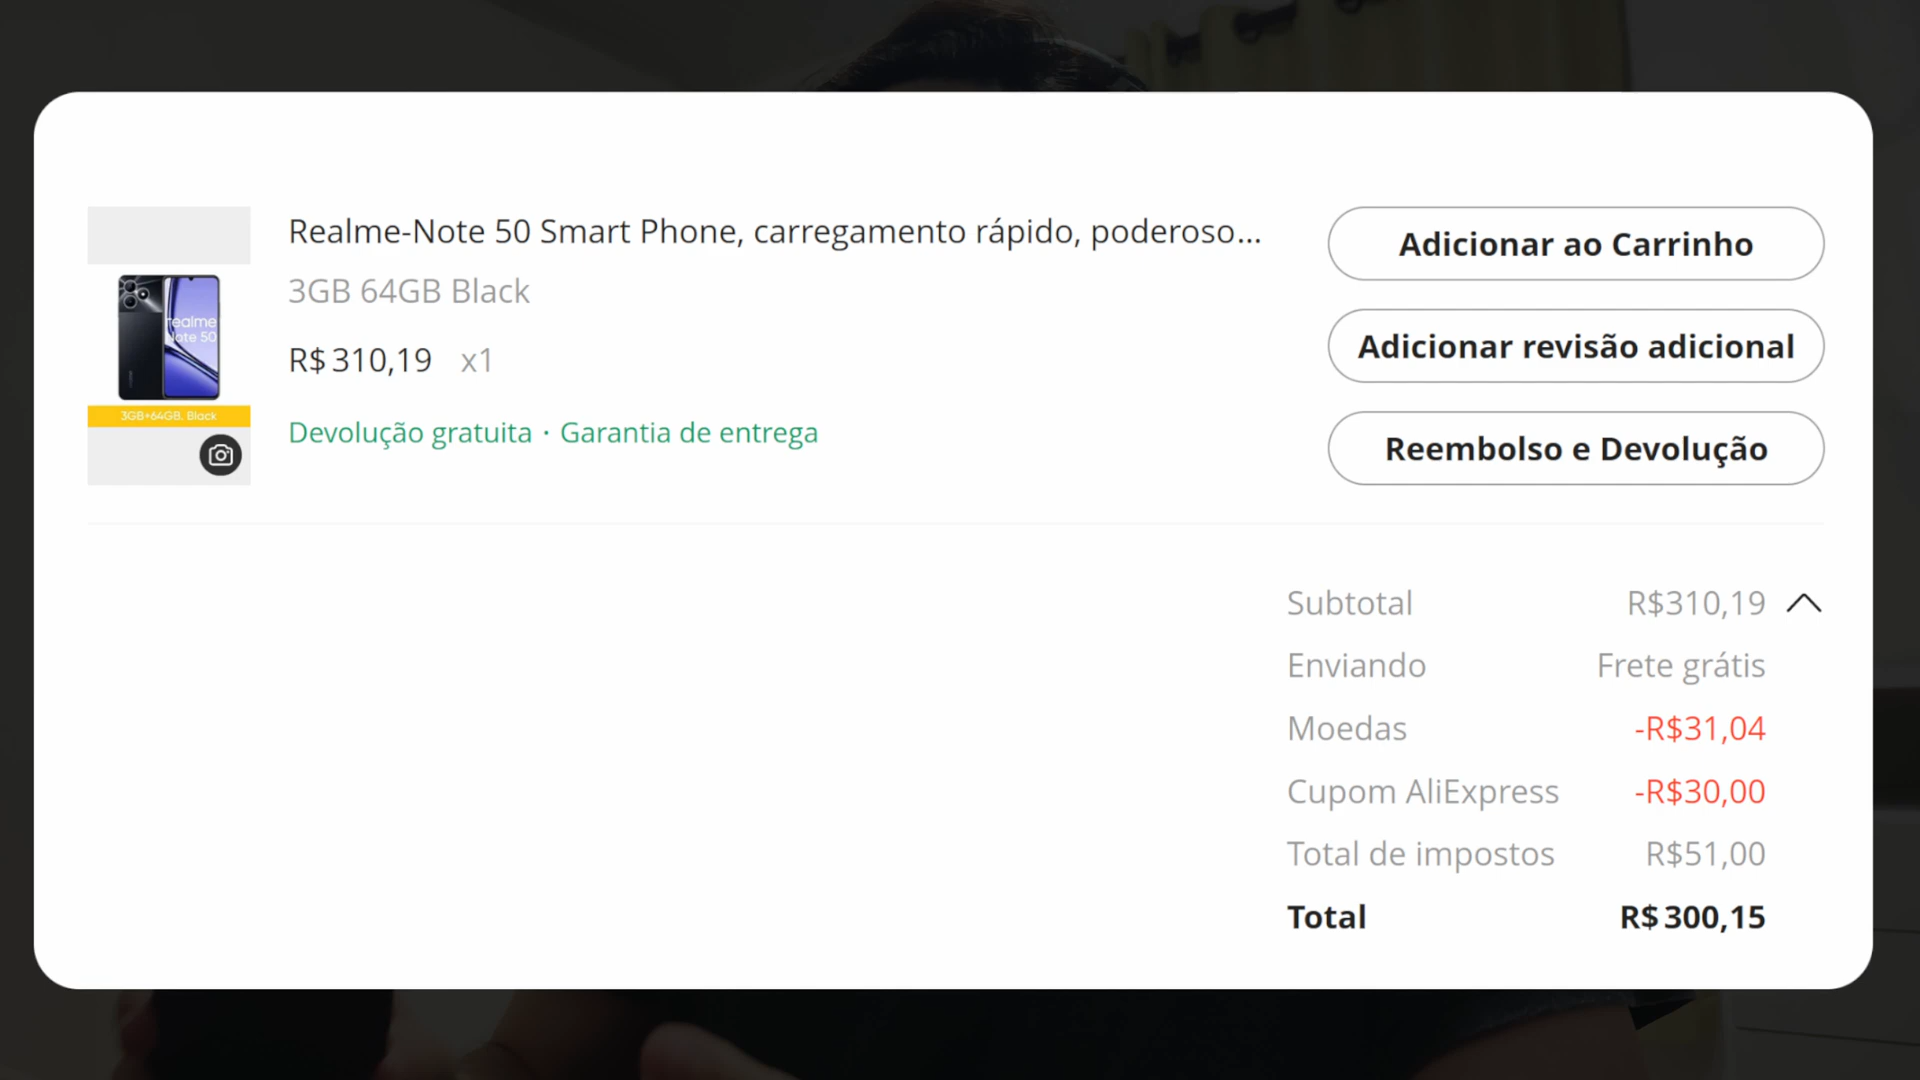 Realme-Note 50 Smart Phone, carregamento rápido, poderoso...
3GB 64GB Black
R$310,19 x1
Devolução gratuita · Garantia de entrega
realme
Note 50
3GB+64GB. Black
Adicionar ao Carrinho
Adicionar revisão adicional
Reembolso e Devolução
Subtotal R$310,19
Enviando Frete grátis
Moedas -R$31,04
Cupom AliExpress -R$30,00
Total de impostos R$51,00
Total R$300,15